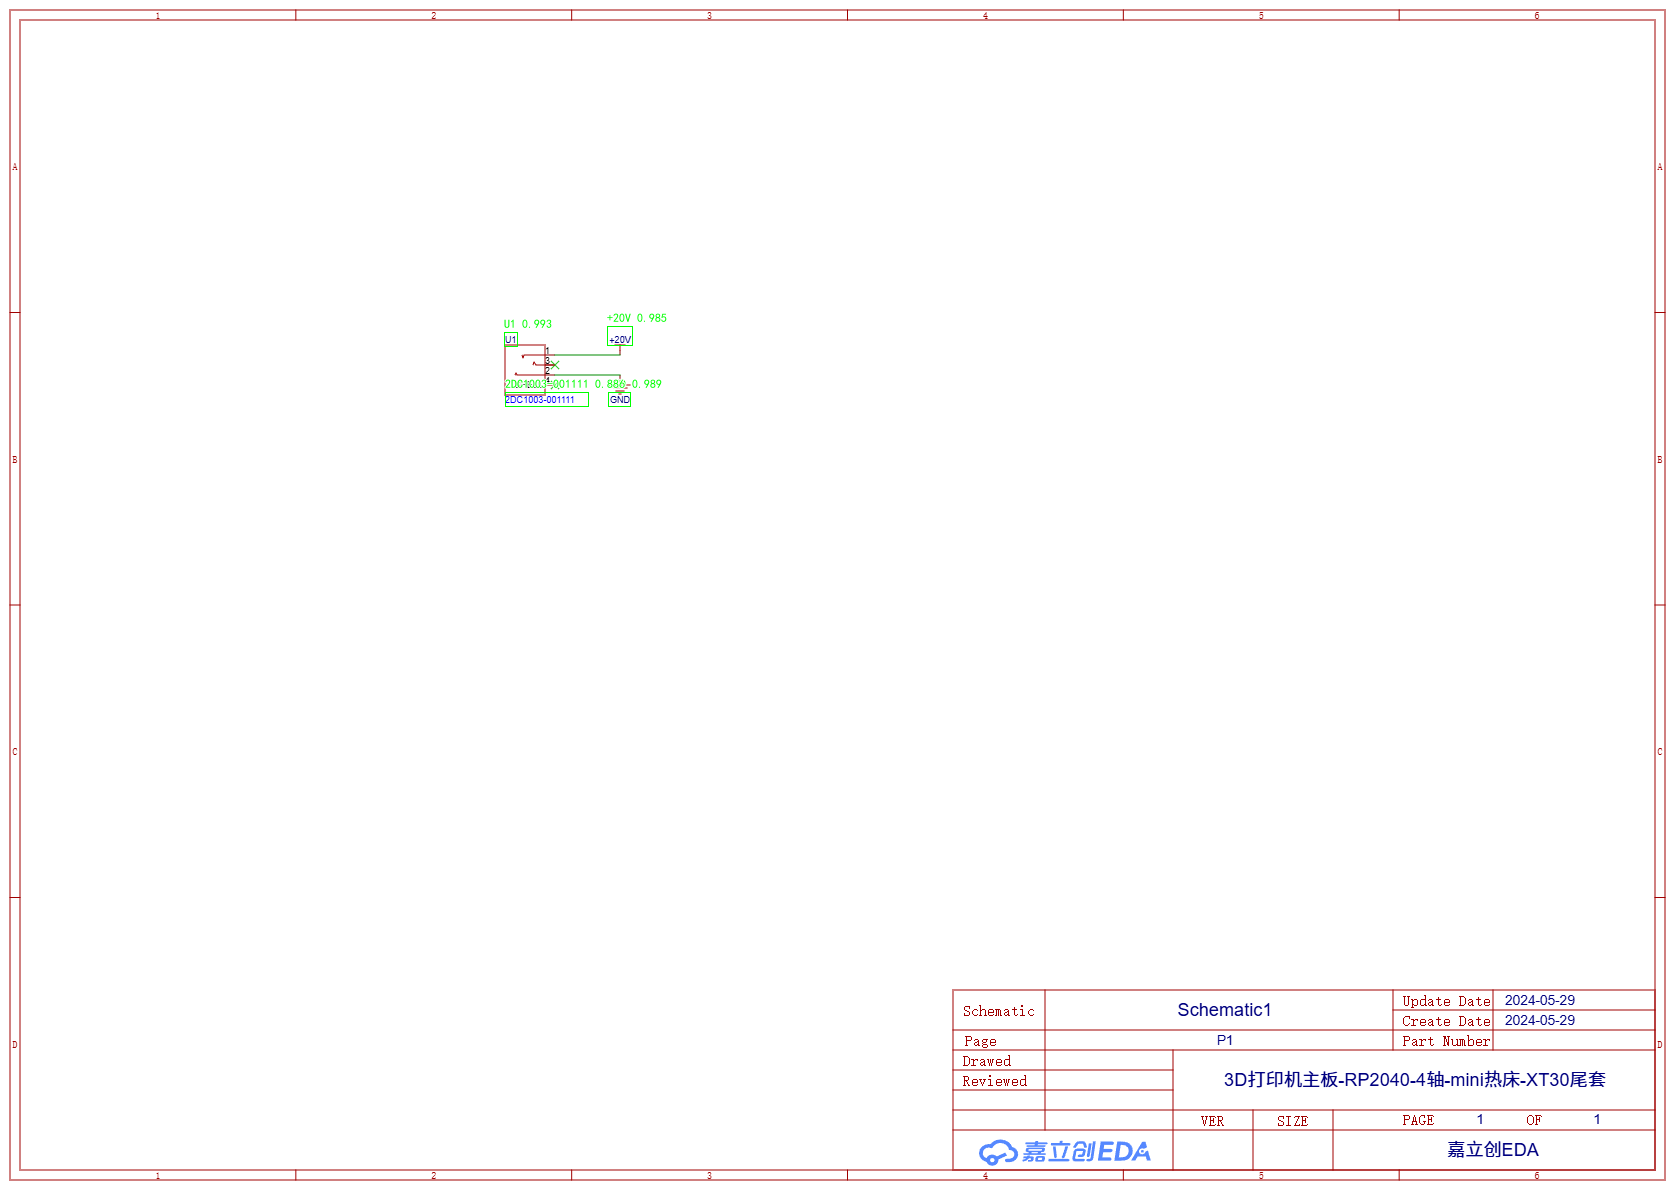 1 2 3 4 5 6
A A
U1 0.993
+20V 0.985
U1
+20V
1
3
2
1
2DC1003-001111 0.886
0.989
2DC1003-001111
GND
B B
C C
Schematic
Schematic1
Update Date 2024-05-29
Create Date 2024-05-29
Page
P1
Part Number
D D
Drawed
Reviewed
3D打印机主板-RP2040-4轴-mini热床-XT30尾套
VER SIZE PAGE 1 OF 1
嘉立创EDA
嘉立创EDA
1 2 3 4 5 6